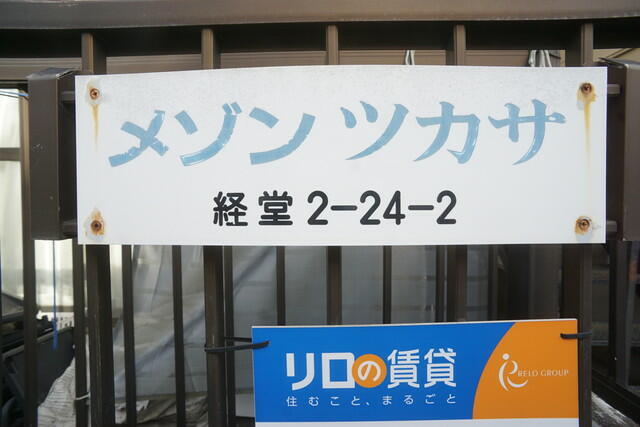 メゾン ツカサ
経堂 2-24-2
リロの賃貸
住むこと、まるごと
RELO GROUP